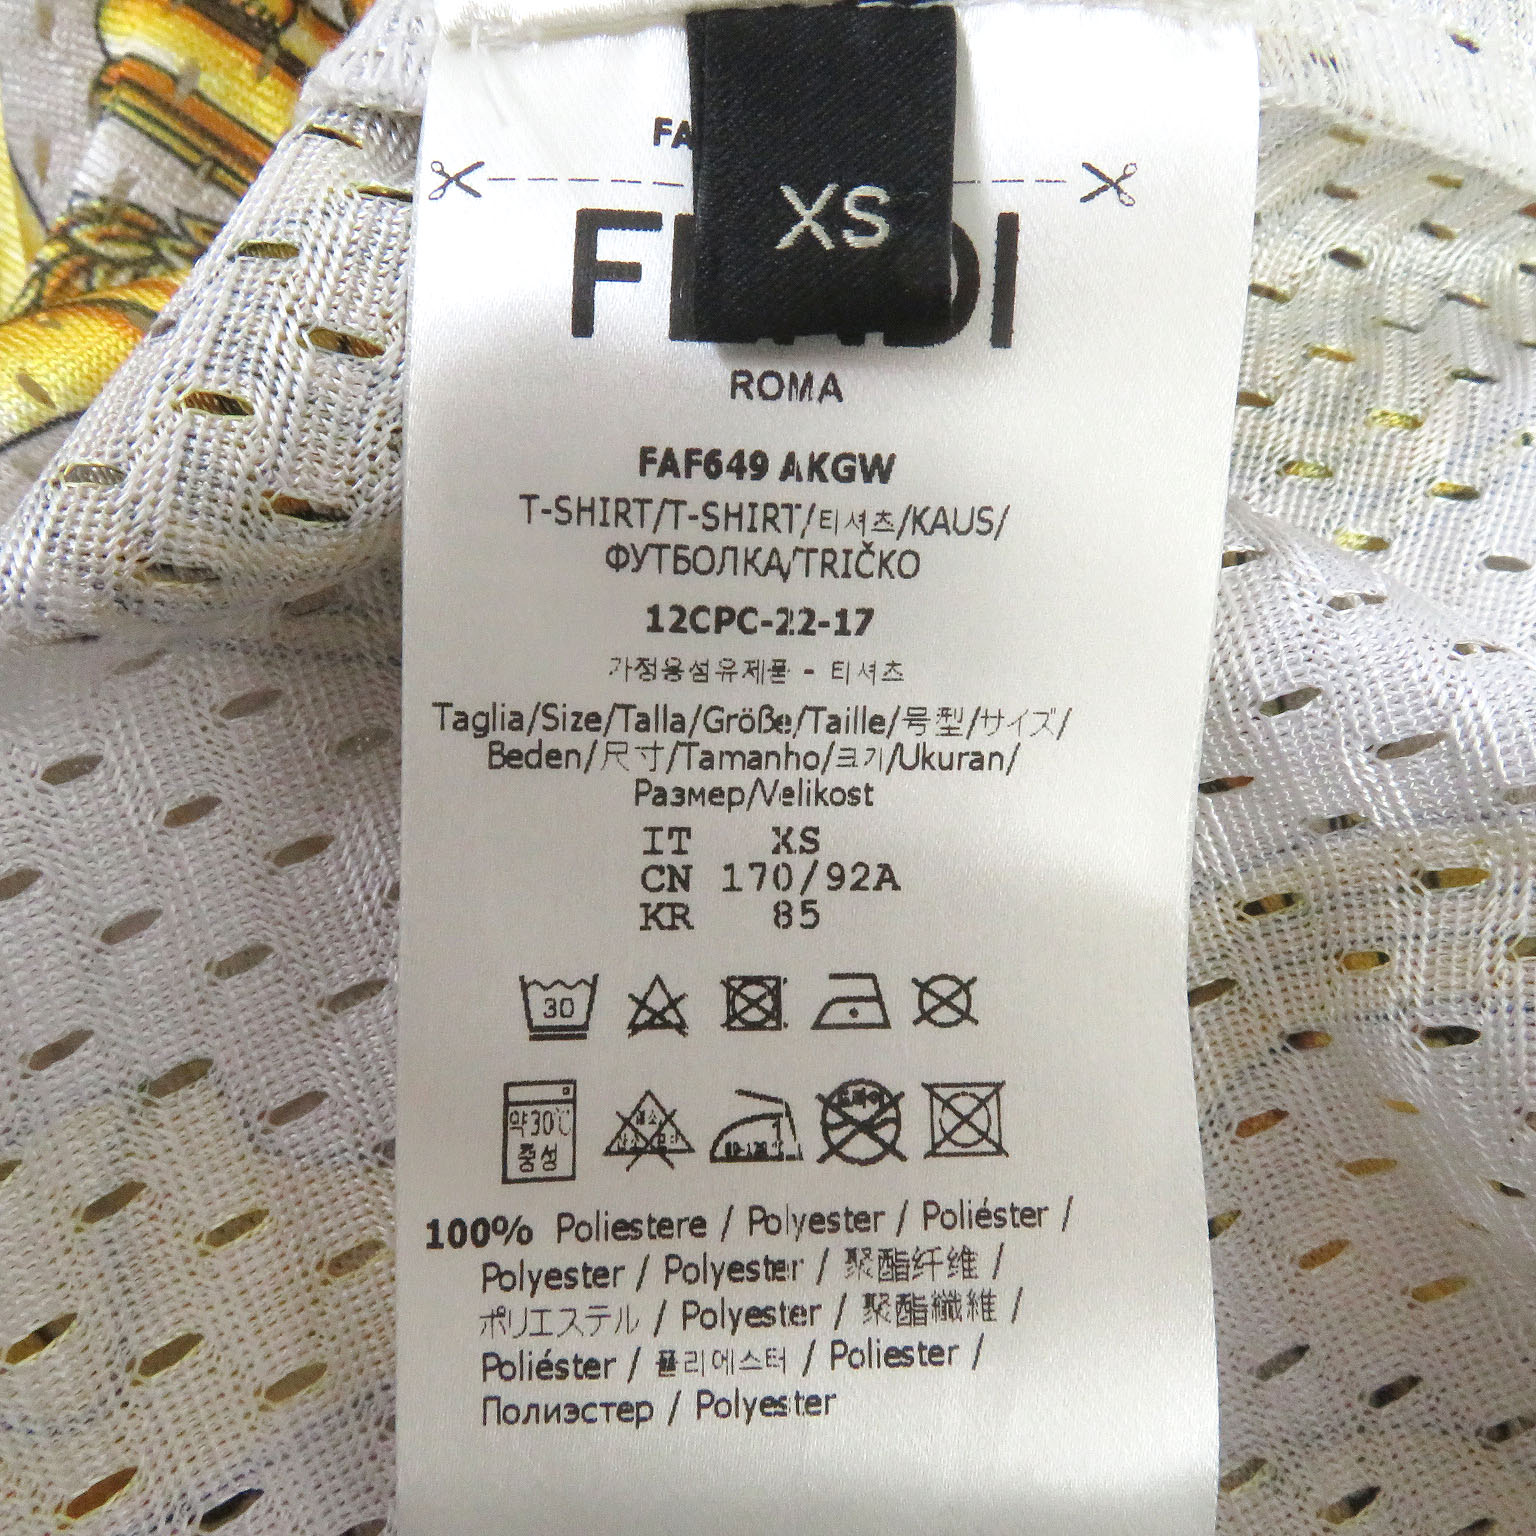 FA
XS
FENDI
ROMA
FAF649 AKGW
T-SHIRT/T-SHIRT/티셔츠/KAUS/
ФУТБОЛКА/TRIČKO
12CPC-22-17
가정용섬유제품 - 티셔츠
Taglia/Size/Talla/Größe/Taille/号型/サイズ/
Beden/尺寸/Tamanho/크기/Ukuran/
Размер/Velikost
IT XS
CN 170/92A
KR 85
30
약30℃
중성
100% Poliestere / Polyester / Poliéster /
Polyester / Polyester / 聚酯纤维 /
ポリエステル / Polyester / 聚酯纖維 /
Poliéster / 폴리에스터 / Poliester /
Полиэстер / Polyester